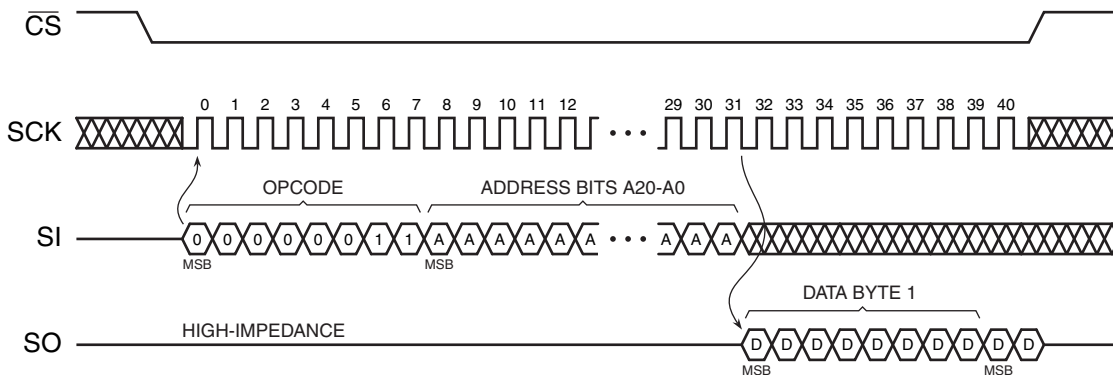 CS
0 1 2 3 4 5 6 7 8 9 10 11 12 29 30 31 32 33 34 35 36 37 38 39 40
SCK
OPCODE ADDRESS BITS A20-A0
SI 0 0 0 0 0 0 1 1 A A A A A A A A A
MSB MSB
DATA BYTE 1
HIGH-IMPEDANCE
SO D D D D D D D D D D
MSB MSB